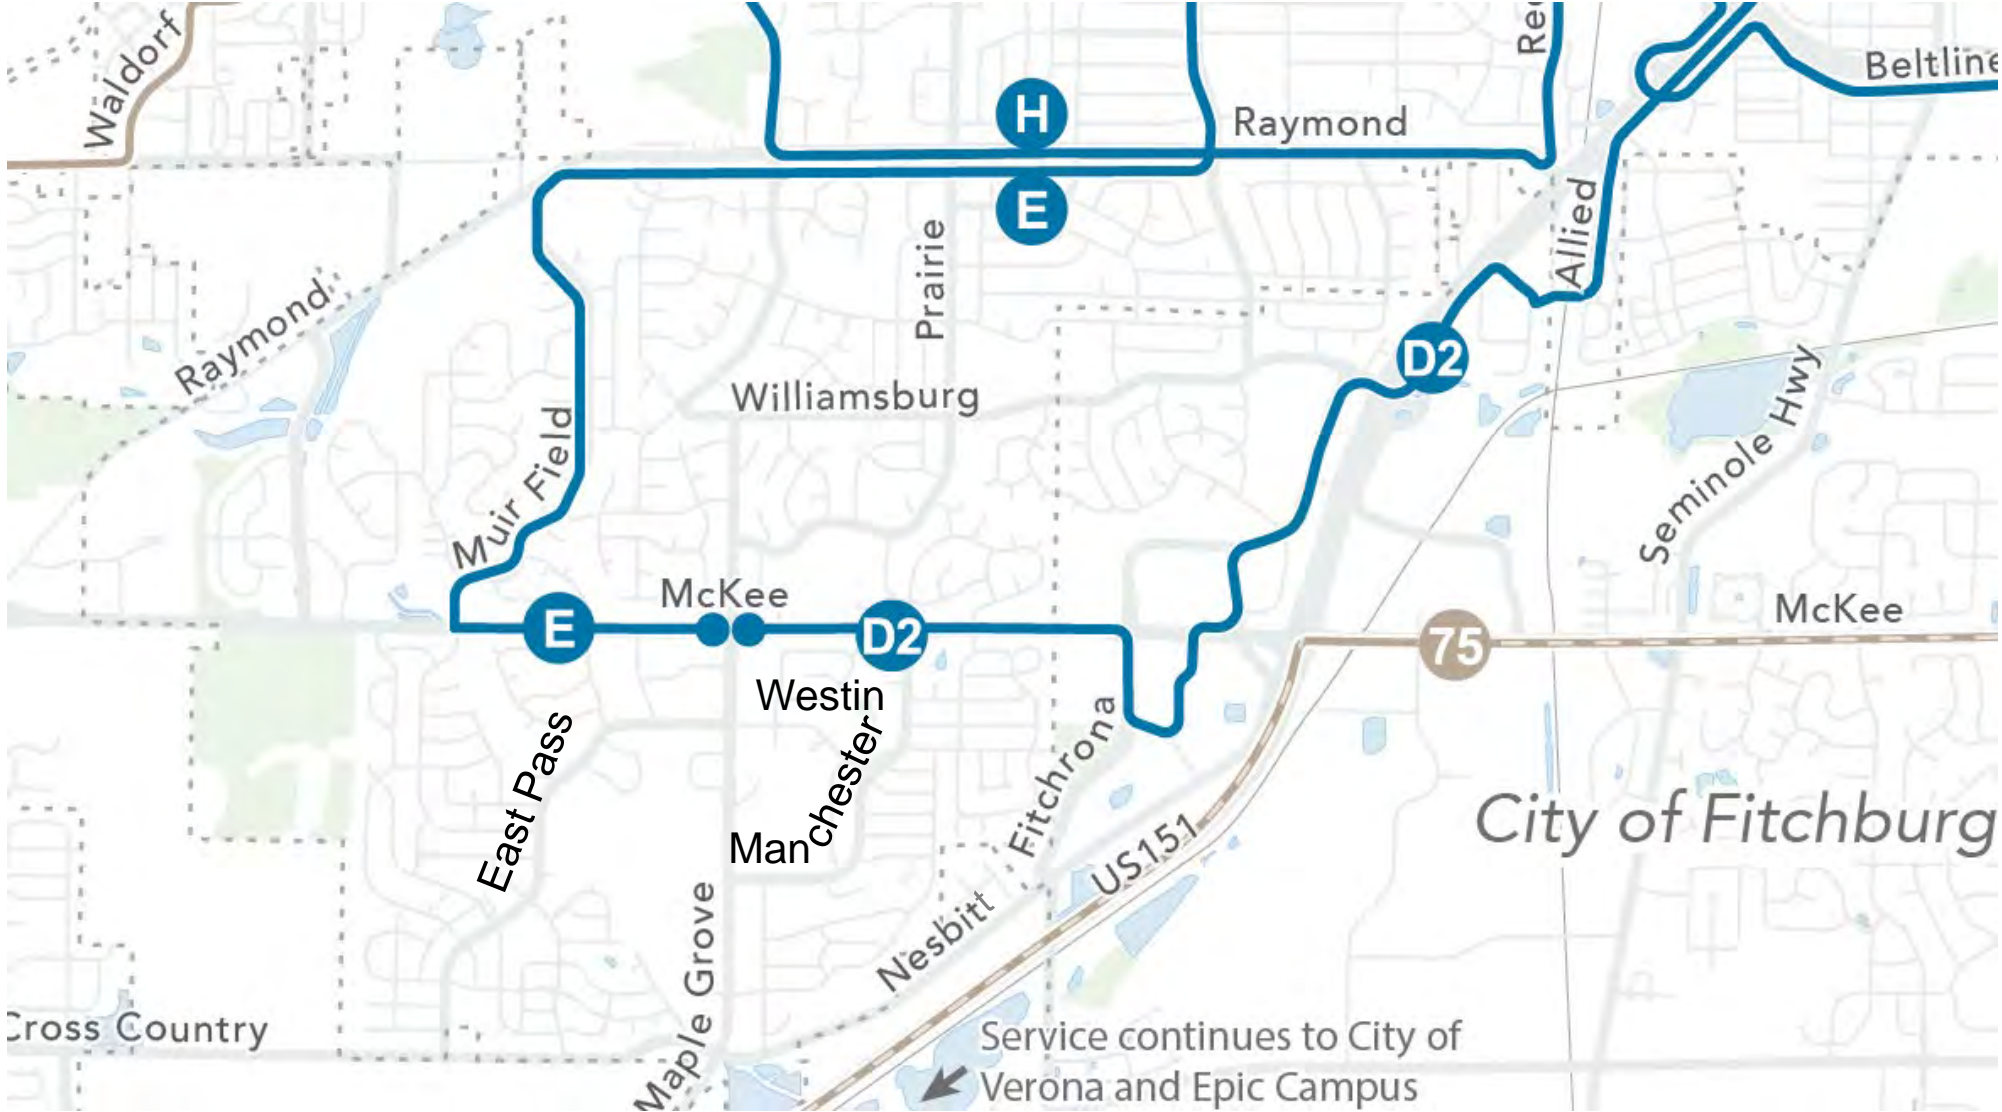 Waldorf
H
Raymond
Rec
Beltline
E
Prairie
Allied
Raymond
D2
Williamsburg
Seminole Hwy
Muir Field
McKee
E
D2
McKee
75
Westin
East Pass
Manchester
Fitchrona
US151
City of Fitchburg
Nesbitt
Maple Grove
Cross Country
Service continues to City of
Verona and Epic Campus